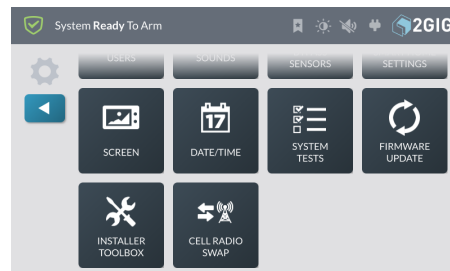 System Ready To Arm
2GIG
USERS
SOUNDS
SENSORS
SETTINGS
SCREEN
17
DATE/TIME
SYSTEM
TESTS
FIRMWARE
UPDATE
INSTALLER
TOOLBOX
CELL RADIO
SWAP